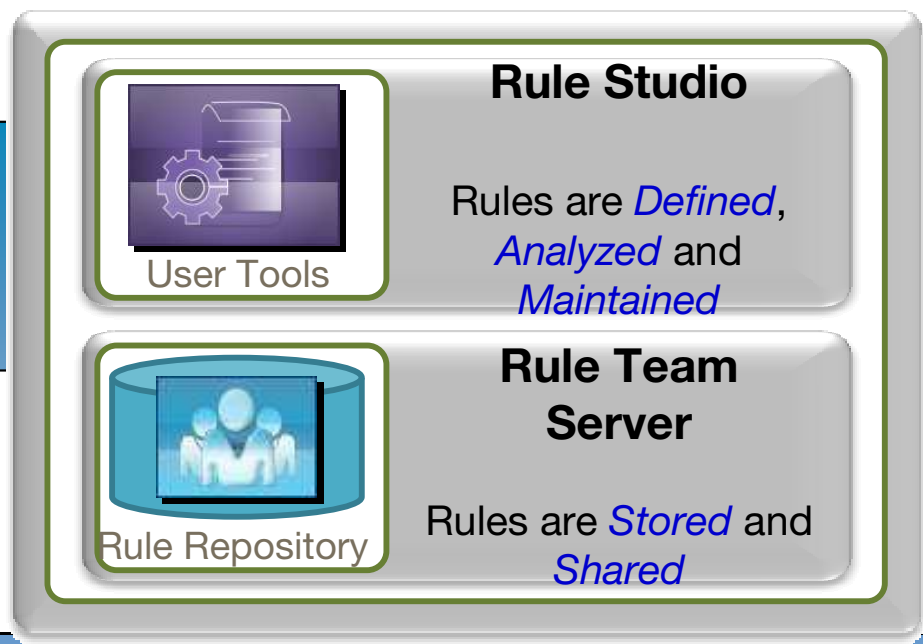 Rule Studio
Rules are Defined,
Analyzed and
Maintained
User Tools
Rule Team
Server
Rules are Stored and
Shared
Rule Repository